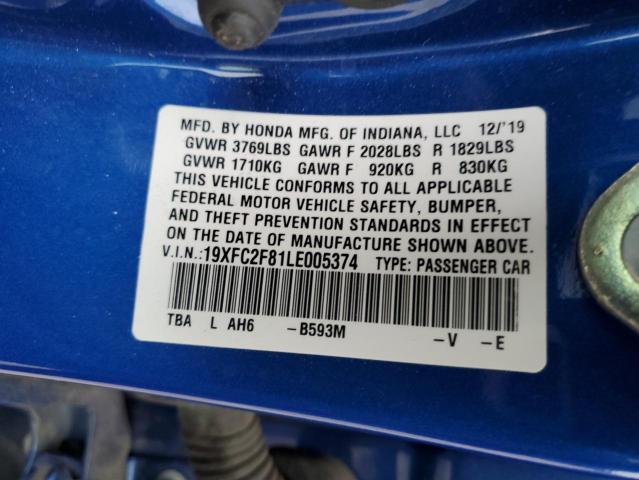 MFD. BY HONDA MFG. OF INDIANA, LLC 12/'19
GVWR 3769LBS GAWR F 2028LBS R 1829LBS
GVWR 1710KG GAWR F 920KG R 830KG
THIS VEHICLE CONFORMS TO ALL APPLICABLE
FEDERAL MOTOR VEHICLE SAFETY, BUMPER,
AND THEFT PREVENTION STANDARDS IN EFFECT
ON THE DATE OF MANUFACTURE SHOWN ABOVE.
V.I.N.:19XFC2F81LE005374 TYPE: PASSENGER CAR
TBA L AH6 -B593M -V -E